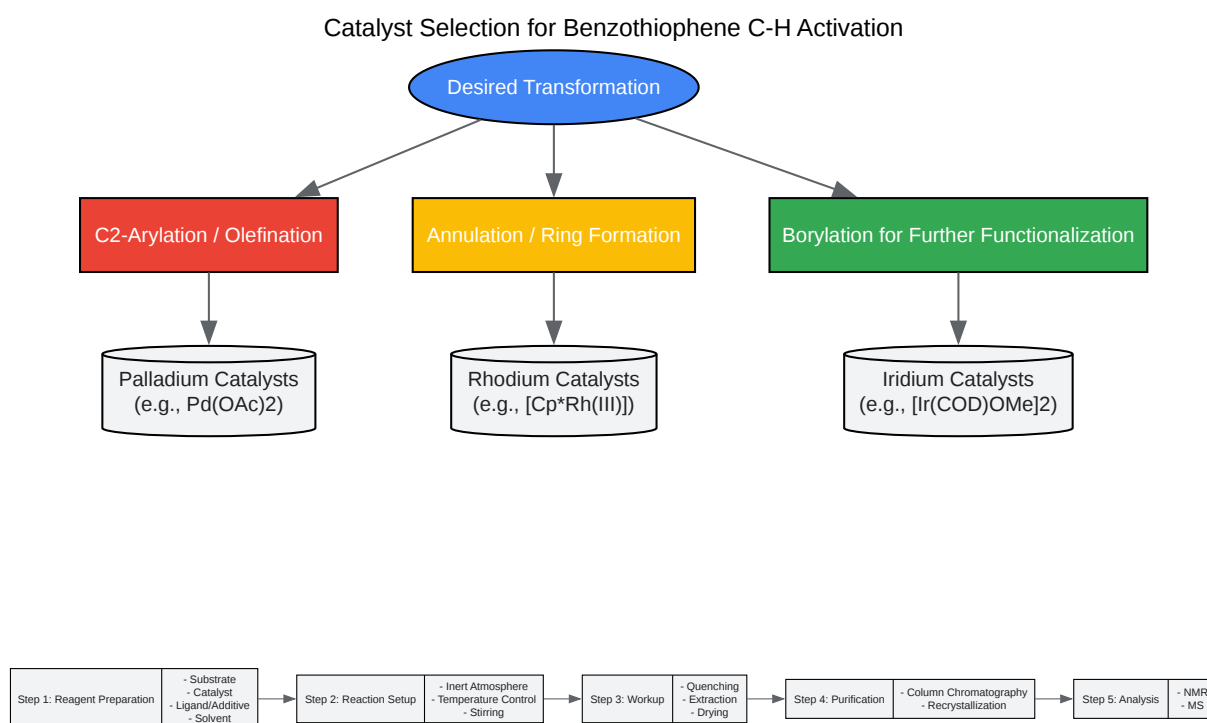 Catalyst Selection for Benzothiophene C-H Activation
Desired Transformation
C2-Arylation / Olefination
Annulation / Ring Formation
Borylation for Further Functionalization
Palladium Catalysts
(e.g., Pd(OAc)2)
Rhodium Catalysts
(e.g., [Cp*Rh(III)])
Iridium Catalysts
(e.g., [Ir(COD)OMe]2)
Step 1: Reagent Preparation
- Substrate
- Catalyst
- Ligand/Additive
- Solvent
Step 2: Reaction Setup
- Inert Atmosphere
- Temperature Control
- Stirring
Step 3: Workup
- Quenching
- Extraction
- Drying
Step 4: Purification
- Column Chromatography
- Recrystallization
Step 5: Analysis
- NMR
- MS